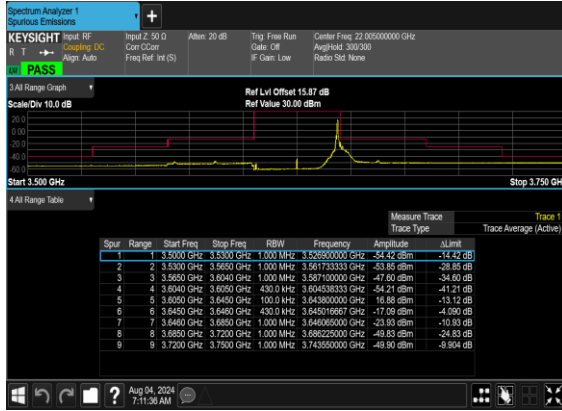 Spectrum Analyzer 1
Spurious Emissions
+
KEYSIGHT Input: RF Input Z: 50 Ω Atten: 20 dB Trig: Free Run Center Freq: 22.005000000 GHz
R T Coupling: DC Corr CCorr Gate: Off Avg|Hold: 300/300
Align: Auto Freq Ref: Int (S) IF Gain: Low Radio Std: None
PASS
3 All Range Graph Ref Lvl Offset 15.87 dB
Scale/Div 10.0 dB Ref Value 30.00 dBm
20.0
0.00
-20.0
-40.0
-60.0
Start 3.500 GHz Stop 3.750 GH
4 All Range Table
Measure Trace Trace 1
Trace Type Trace Average (Active)
Spur Range Start Freq Stop Freq RBW Frequency Amplitude ΔLimit
1 1 3.5000 GHz 3.5300 GHz 1.000 MHz 3.526900000 GHz -54.42 dBm -14.42 dB
2 2 3.5300 GHz 3.5650 GHz 1.000 MHz 3.561733333 GHz -53.85 dBm -28.85 dB
3 3 3.5650 GHz 3.6040 GHz 1.000 MHz 3.587100000 GHz -47.60 dBm -34.60 dB
4 4 3.6040 GHz 3.6050 GHz 430.0 kHz 3.604538333 GHz -54.21 dBm -41.21 dB
5 5 3.6050 GHz 3.6450 GHz 100.0 kHz 3.643800000 GHz 16.88 dBm -13.12 dB
6 6 3.6450 GHz 3.6460 GHz 430.0 kHz 3.645016667 GHz -17.09 dBm -4.090 dB
7 7 3.6460 GHz 3.6850 GHz 1.000 MHz 3.646065000 GHz -23.93 dBm -10.93 dB
8 8 3.6850 GHz 3.7200 GHz 1.000 MHz 3.686225000 GHz -49.83 dBm -24.83 dB
9 9 3.7200 GHz 3.7500 GHz 1.000 MHz 3.743550000 GHz -49.90 dBm -9.904 dB
? Aug 04, 2024
7:11:36 AM